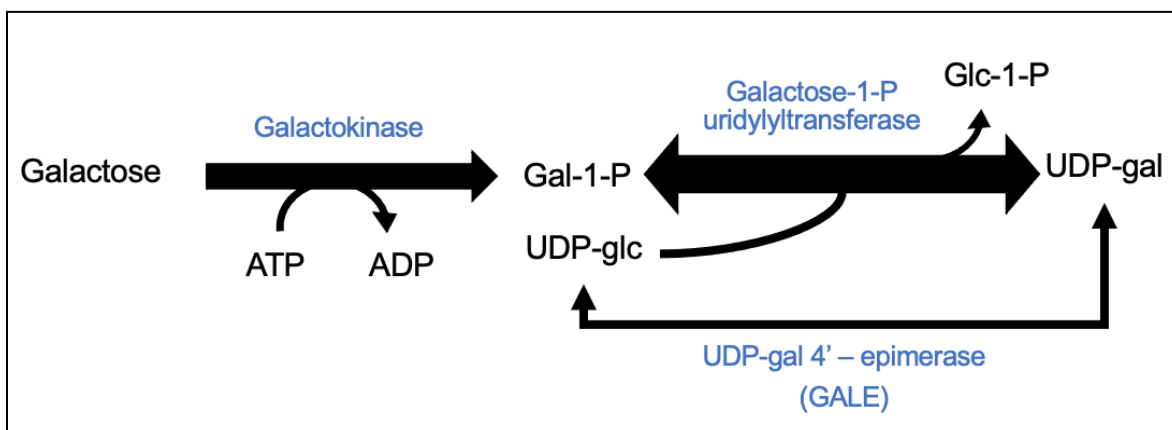 Galactokinase
Galactose
ATP
ADP
Gal-1-P
UDP-glc
Galactose-1-P
uridylyltransferase
Glc-1-P
UDP-gal
UDP-gal 4’ – epimerase
(GALE)